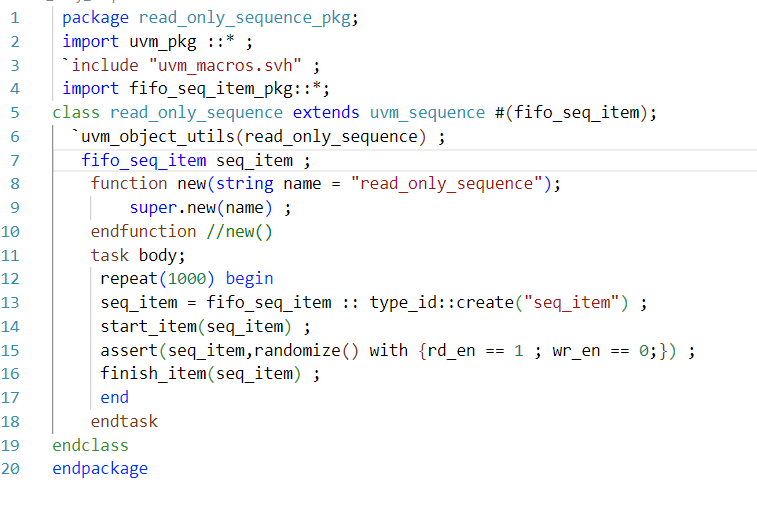 1 package read_only_sequence_pkg;
2 import uvm_pkg ::* ;
3 `include "uvm_macros.svh" ;
4 import fifo_seq_item_pkg::*;
5 class read_only_sequence extends uvm_sequence #(fifo_seq_item);
6 `uvm_object_utils(read_only_sequence) ;
7 fifo_seq_item seq_item ;
8 function new(string name = "read_only_sequence");
9 super.new(name) ;
10 endfunction //new()
11 task body;
12 repeat(1000) begin
13 seq_item = fifo_seq_item :: type_id::create("seq_item") ;
14 start_item(seq_item) ;
15 assert(seq_item,randomize() with {rd_en == 1 ; wr_en == 0;}) ;
16 finish_item(seq_item) ;
17 end
18 endtask
19 endclass
20 endpackage